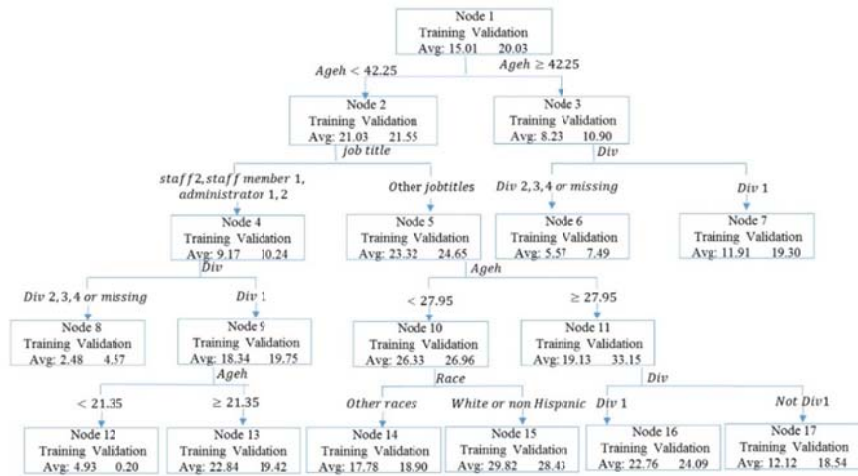 Node 1
Training Validation
Avg: 15.01 20.03
Ageh < 42.25
Ageh ≥ 42.25
Node 2
Training Validation
Avg: 21.03 21.55
Node 3
Training Validation
Avg: 8.23 10.90
job title
Div
staff2, staff member 1,
administrator 1, 2
Other jobtitles
Div 2,3,4 or missing
Div 1
Node 4
Training Validation
Avg: 9.17 10.24
Node 5
Training Validation
Avg: 23.32 24.65
Node 6
Training Validation
Avg: 5.57 7.49
Node 7
Training Validation
Avg: 11.91 19.30
Div
Ageh
Div 2,3,4 or missing
Div 1
< 27.95
≥ 27.95
Node 8
Training Validation
Avg: 2.48 4.57
Node 9
Training Validation
Avg: 18.34 19.75
Node 10
Training Validation
Avg: 26.33 26.96
Node 11
Training Validation
Avg: 19.13 33.15
Ageh
Race
Div
< 21.35
≥ 21.35
Other races
White or non Hispanic
Div 1
Not Div1
Node 12
Training Validation
Avg: 4.93 0.20
Node 13
Training Validation
Avg: 22.84 19.42
Node 14
Training Validation
Avg: 17.78 18.90
Node 15
Training Validation
Avg: 29.82 28.43
Node 16
Training Validation
Avg: 22.76 24.09
Node 17
Training Validation
Avg: 12.12 18.54